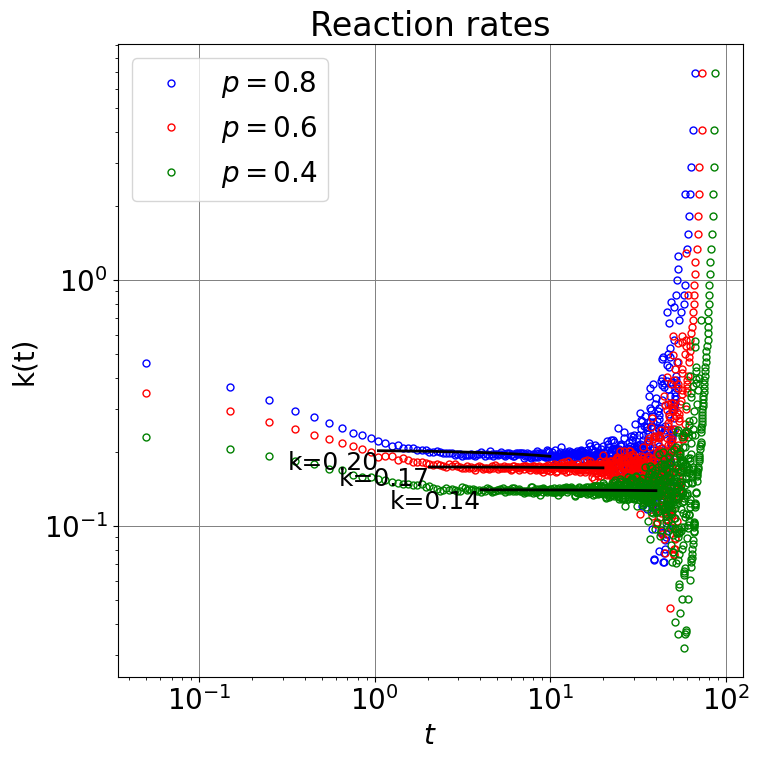 Reaction rates
p = 0.8
p = 0.6
p = 0.4
10⁰
10⁻¹
k(t)
k=0.20
k=0.17
k=0.14
10⁻¹
10⁰
10¹
10²
t